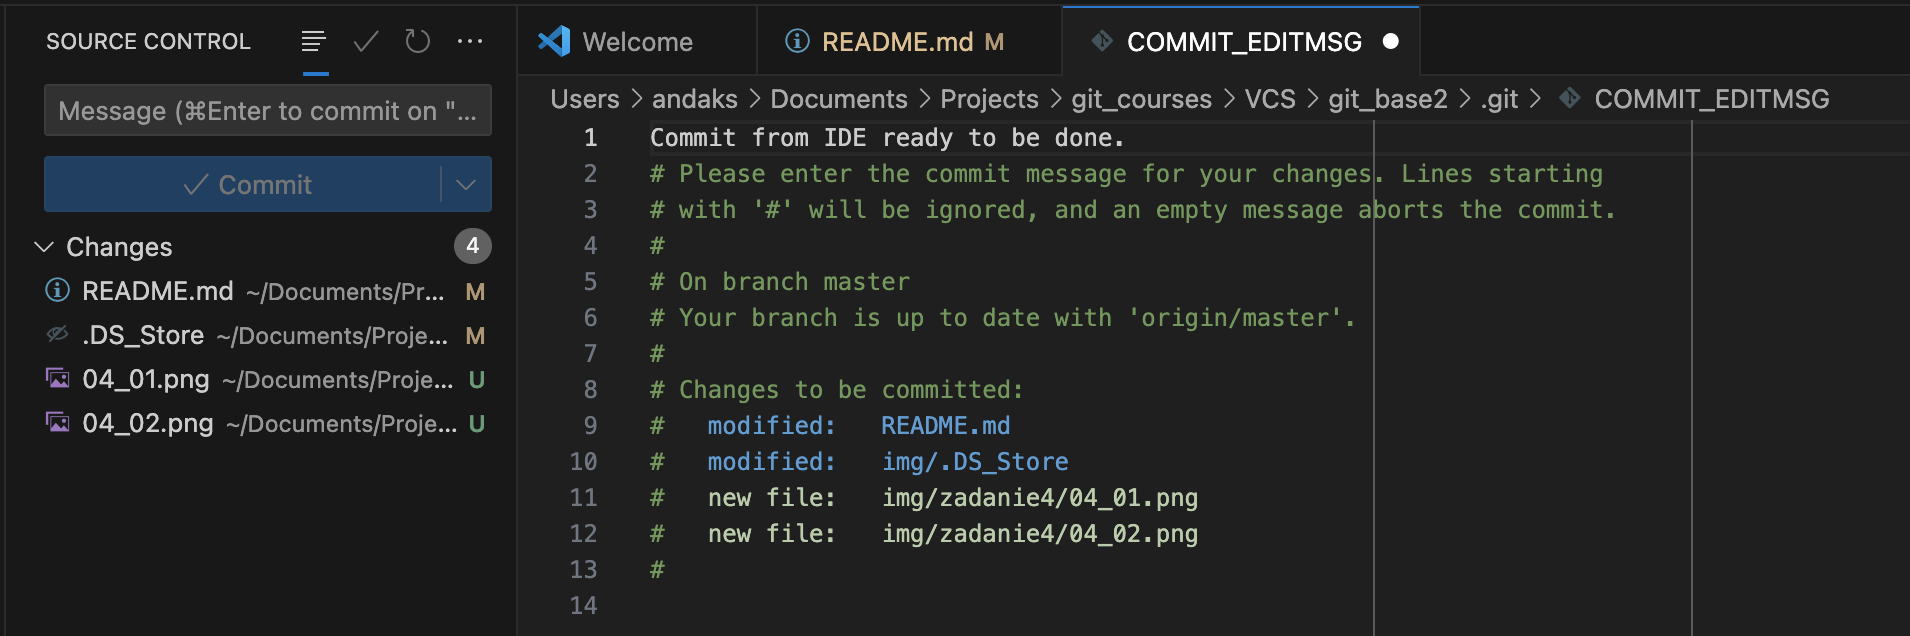 SOURCE CONTROL
Message (⌘Enter to commit on "...
Commit
Changes 4
README.md ~/Documents/Pr... M
.DS_Store ~/Documents/Proje... M
04_01.png ~/Documents/Proje... U
04_02.png ~/Documents/Proje... U
Welcome README.md M COMMIT_EDITMSG
Users > andaks > Documents > Projects > git_courses > VCS > git_base2 > .git > COMMIT_EDITMSG
1 Commit from IDE ready to be done.
2 # Please enter the commit message for your changes. Lines starting
3 # with '#' will be ignored, and an empty message aborts the commit.
4 #
5 # On branch master
6 # Your branch is up to date with 'origin/master'.
7 #
8 # Changes to be committed:
9 #   modified:   README.md
10 #   modified:   img/.DS_Store
11 #   new file:   img/zadanie4/04_01.png
12 #   new file:   img/zadanie4/04_02.png
13 #
14